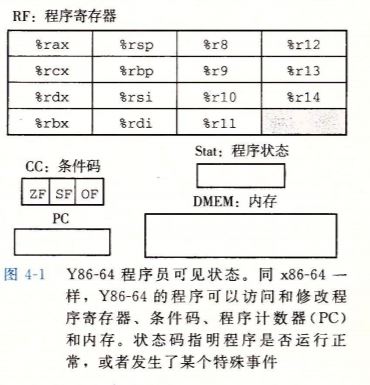 RF：程序寄存器
%rax %rsp %r8 %r12
%rcx %rbp %r9 %r13
%rdx %rsi %r10 %r14
%rbx %rdi %r11
CC：条件码
ZF SF OF
PC
Stat：程序状态
DMEM：内存
图 4-1 Y86-64 程序员可见状态。同 x86-64 一
样，Y86-64 的程序可以访问和修改程
序寄存器、条件码、程序计数器(PC)
和内存。状态码指明程序是否运行正
常，或者发生了某个特殊事件